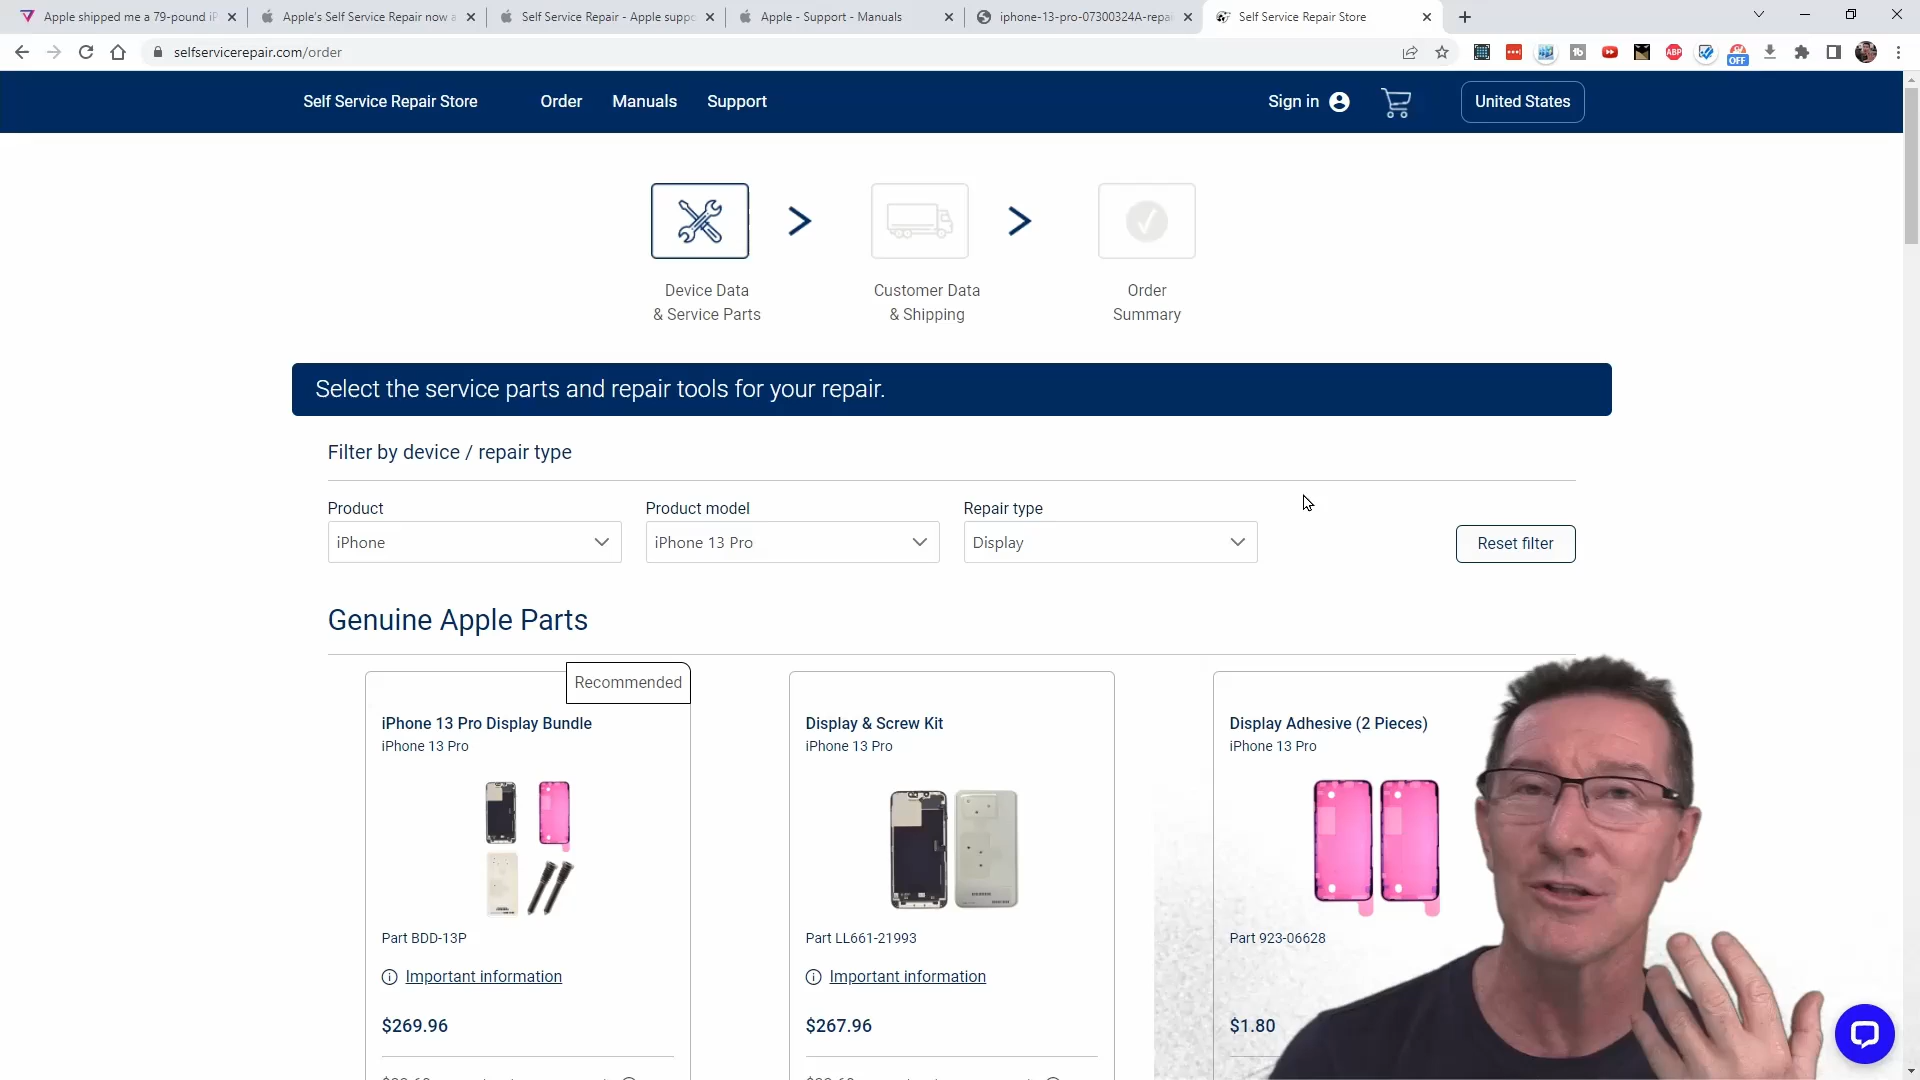 Apple shipped me a 79-pound iP
Apple's Self Service Repair now a
Self Service Repair - Apple suppo
Apple - Support - Manuals
iphone-13-pro-07300324A-repai
Self Service Repair Store
selfservicerepair.com/order
ABP
OFF
Self Service Repair Store
Order
Manuals
Support
Sign in
United States
Device Data
& Service Parts
Customer Data
& Shipping
Order
Summary
Select the service parts and repair tools for your repair.
Filter by device / repair type
Product
Product model
Repair type
iPhone
iPhone 13 Pro
Display
Reset filter
Genuine Apple Parts
Recommended
iPhone 13 Pro Display Bundle
iPhone 13 Pro
Part BDD-13P
Important information
$269.96
Display & Screw Kit
iPhone 13 Pro
Part LL661-21993
Important information
$267.96
Display Adhesive (2 Pieces)
iPhone 13 Pro
Part 923-06628
$1.80